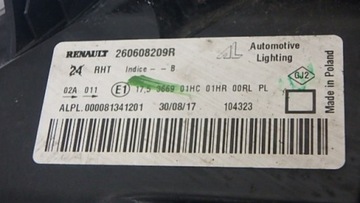 RENAULT 260608209R
AL Automotive Lighting
24 RHT Indice -- B
02A 011 E1 17,5 3669 01HC 01HR 00RL PL
ALPL.000081341201 30/08/17 104323
Made in Poland